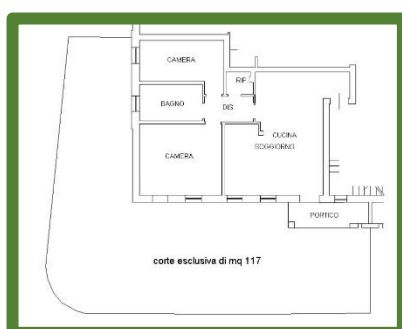 CAMERA
RIP.
BAGNO
DIS.
CUCINA
SOGGIORNO
CAMERA
PORTICO
corte esclusiva di mq 117